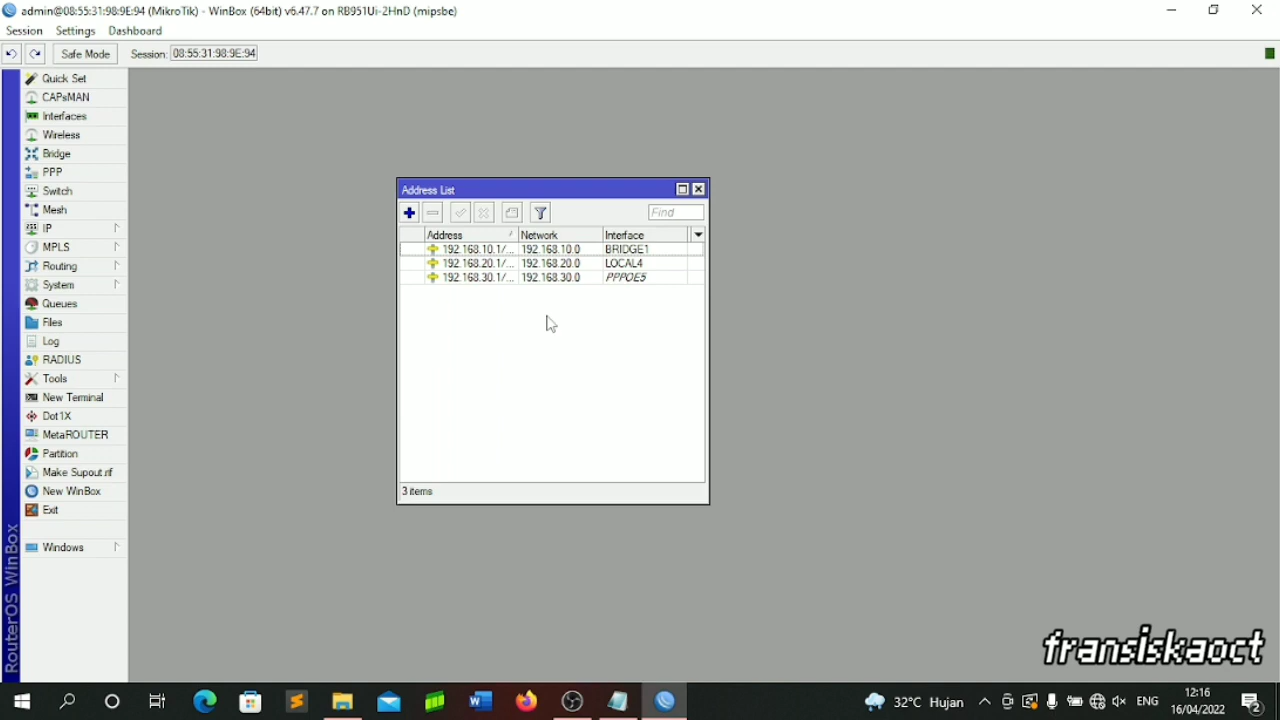 admin@08:55:31:98:9E:94 (MikroTik) - WinBox (64bit) v6.47.7 on RB951Ui-2HnD (mipsbe)
Session Settings Dashboard
Safe Mode Session: 08:55:31:98:9E:94
Quick Set
CAPsMAN
Interfaces
Wireless
Bridge
PPP
Switch
Mesh
IP
MPLS
Routing
System
Queues
Files
Log
RADIUS
Tools
New Terminal
Dot1X
MetaROUTER
Partition
Make Supout.rif
New WinBox
Exit
Windows
RouterOS WinBox
Address List
Find
Address Network Interface
192.168.10.1/... 192.168.10.0 BRIDGE1
192.168.20.1/... 192.168.20.0 LOCAL4
192.168.30.1/... 192.168.30.0 PPPOE5
3 items
transiskaoct
32°C Hujan ENG 12:16
16/04/2022
2